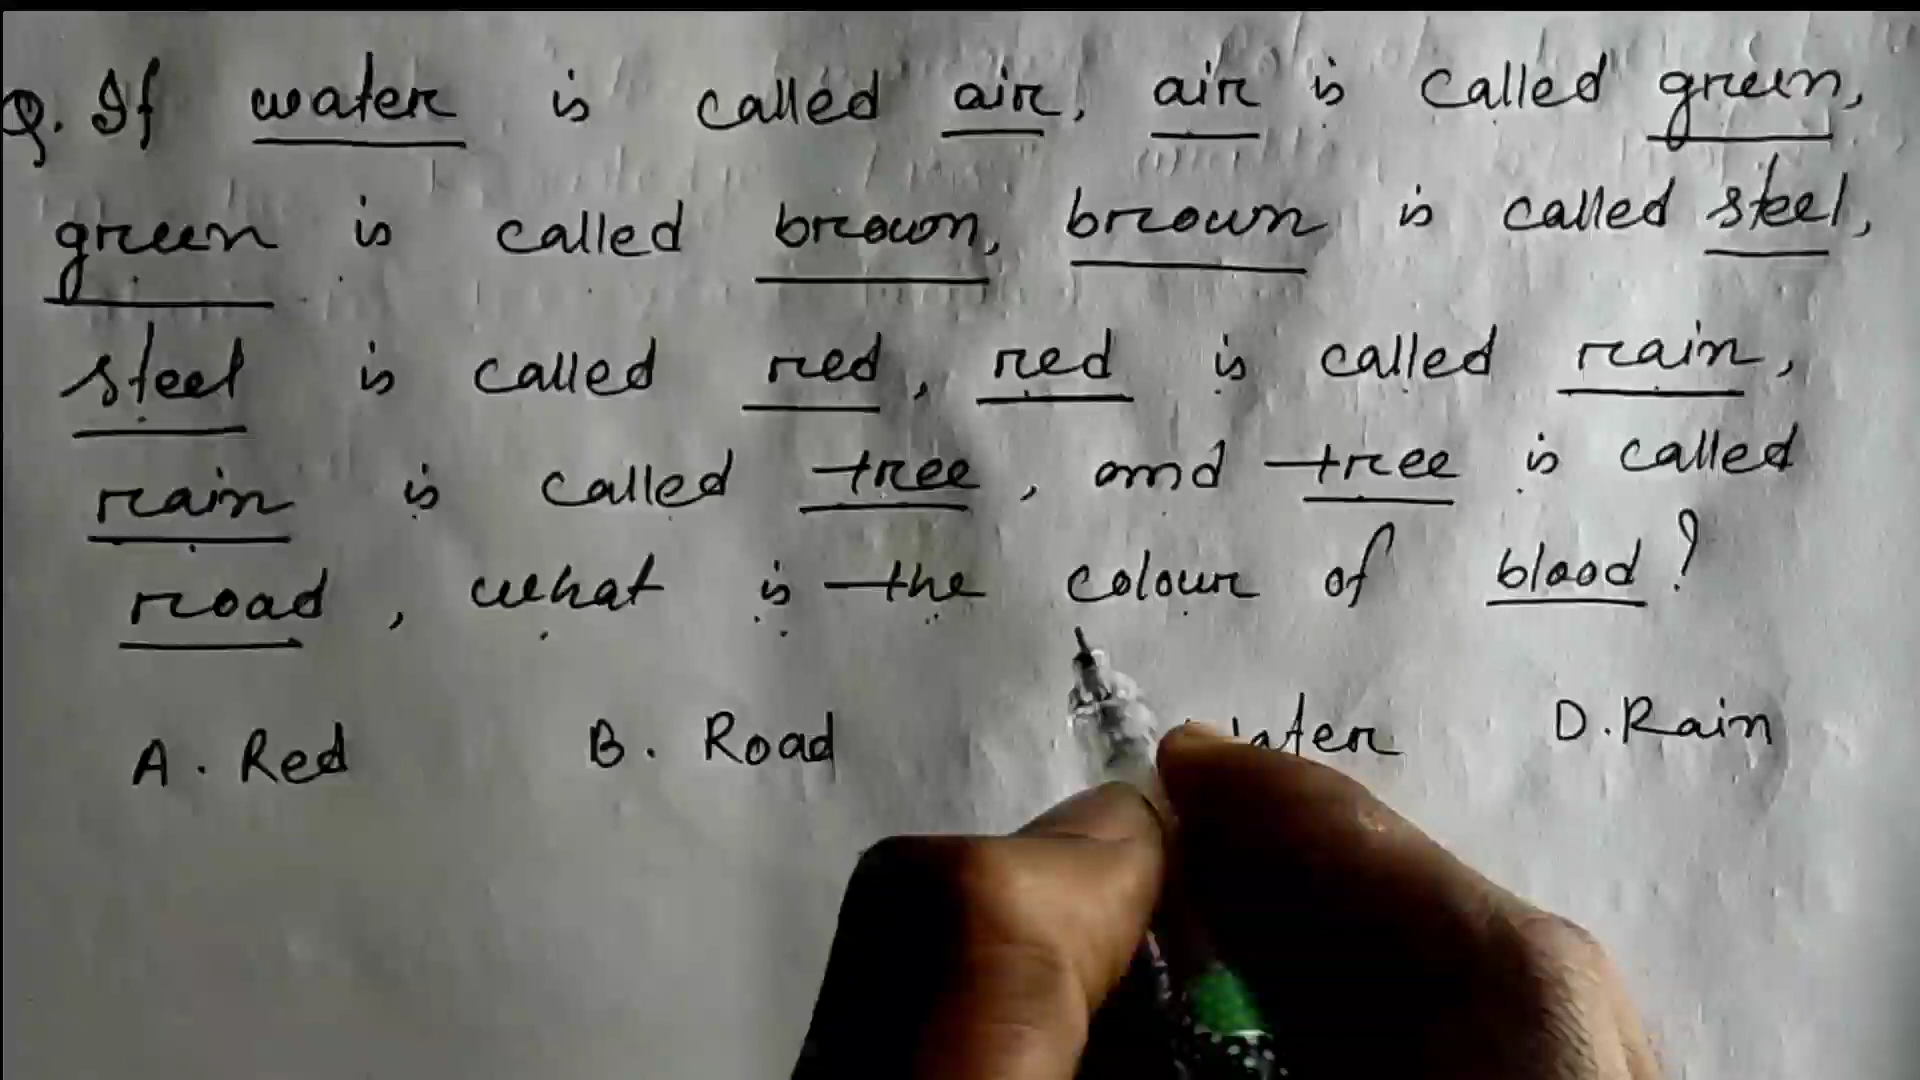 Q. If water is called air, air is called green,
green is called brown, brown is called steel,
steel is called red, red is called rain,
rain is called tree, and tree is called
road, what is the colour of blood?
A. Red B. Road D. Rain